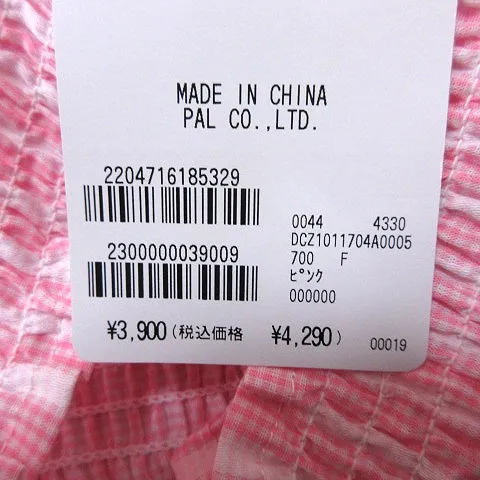 MADE IN CHINA
PAL CO.,LTD.
2204716185329
2300000039009
0044 4330
DCZ1011704A0005
700 F
ﾋﾟﾝｸ
000000
¥3,900(税込価格 ¥4,290)
00019